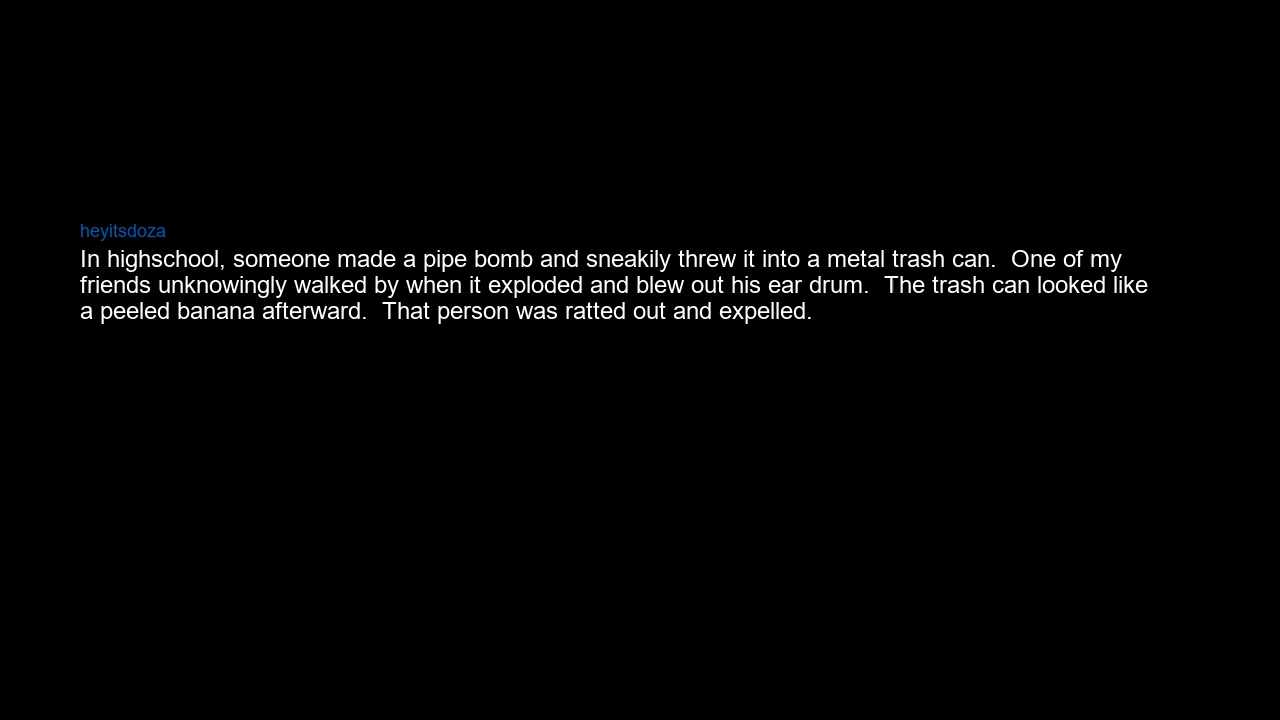 heyitsdoza
In highschool, someone made a pipe bomb and sneakily threw it into a metal trash can.  One of my
friends unknowingly walked by when it exploded and blew out his ear drum.  The trash can looked like
a peeled banana afterward.  That person was ratted out and expelled.